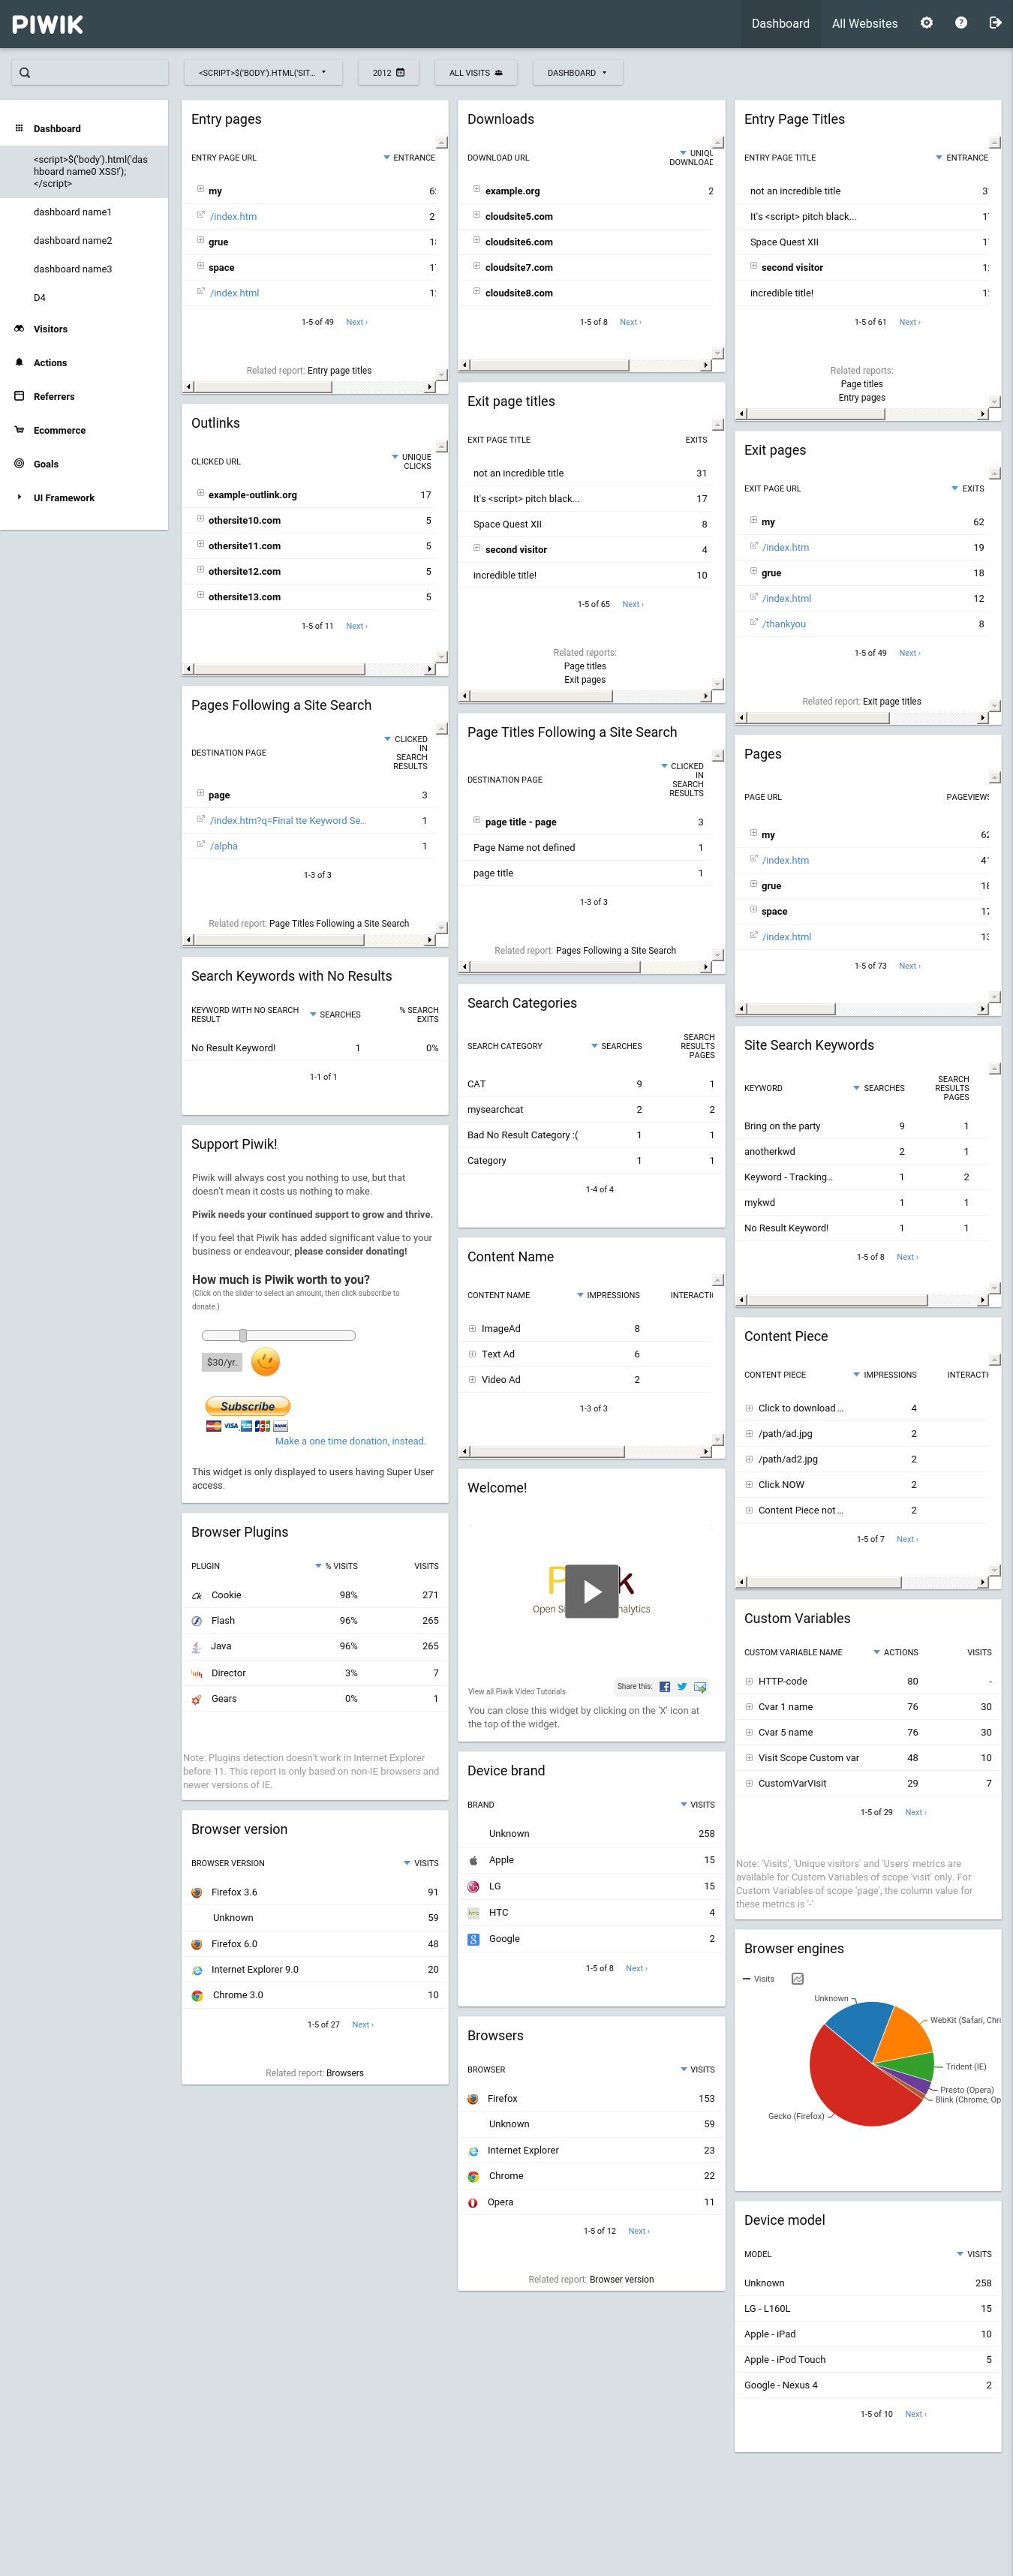 PIWIK
Dashboard All Websites
<SCRIPT>$('BODY').HTML('SIT... 2012 ALL VISITS DASHBOARD
Dashboard
<script>$('body').html('das
hboard name0 XSS!');
</script>
dashboard name1
dashboard name2
dashboard name3
D4
Visitors
Actions
Referrers
Ecommerce
Goals
UI Framework
Entry pages
ENTRY PAGE URL ENTRANCE
my
/index.htm
grue
space
/index.html
1-5 of 49 Next ›
Related report: Entry page titles
Outlinks
CLICKED URL UNIQUE
CLICKS
example-outlink.org 17
othersite10.com 5
othersite11.com 5
othersite12.com 5
othersite13.com 5
1-5 of 11 Next ›
Pages Following a Site Search
DESTINATION PAGE CLICKED
IN
SEARCH
RESULTS
page 3
/index.htm?q=Final tte Keyword Se... 1
/alpha 1
1-3 of 3
Related report: Page Titles Following a Site Search
Search Keywords with No Results
KEYWORD WITH NO SEARCH
RESULT SEARCHES % SEARCH
EXITS
No Result Keyword! 1 0%
1-1 of 1
Support Piwik!
Piwik will always cost you nothing to use, but that
doesn't mean it costs us nothing to make.
Piwik needs your continued support to grow and thrive.
If you feel that Piwik has added significant value to your
business or endeavour, please consider donating!
How much is Piwik worth to you?
(Click on the slider to select an amount, then click subscribe to
donate.)
$30/yr.
Subscribe
VISA BANK
Make a one time donation, instead.
This widget is only displayed to users having Super User
access.
Browser Plugins
PLUGIN % VISITS VISITS
Cookie 98% 271
Flash 96% 265
Java 96% 265
Director 3% 7
Gears 0% 1
Note: Plugins detection doesn't work in Internet Explorer
before 11. This report is only based on non-IE browsers and
newer versions of IE.
Browser version
BROWSER VERSION VISITS
Firefox 3.6 91
Unknown 59
Firefox 6.0 48
Internet Explorer 9.0 20
Chrome 3.0 10
1-5 of 27 Next ›
Related report: Browsers
Downloads
DOWNLOAD URL UNIQU
DOWNLOAD
example.org 2
cloudsite5.com
cloudsite6.com
cloudsite7.com
cloudsite8.com
1-5 of 8 Next ›
Exit page titles
EXIT PAGE TITLE EXITS
not an incredible title 31
It's <script> pitch black... 17
Space Quest XII 8
second visitor 4
incredible title! 10
1-5 of 65 Next ›
Related reports:
Page titles
Exit pages
Page Titles Following a Site Search
DESTINATION PAGE CLICKED
IN
SEARCH
RESULTS
page title - page 3
Page Name not defined 1
page title 1
1-3 of 3
Related report: Pages Following a Site Search
Search Categories
SEARCH CATEGORY SEARCHES SEARCH
RESULTS
PAGES
CAT 9 1
mysearchcat 2 2
Bad No Result Category :( 1 1
Category 1 1
1-4 of 4
Content Name
CONTENT NAME IMPRESSIONS INTERACTIO
ImageAd 8
Text Ad 6
Video Ad 2
1-3 of 3
Welcome!
P k
Open So nalytics
View all Piwik Video Tutorials Share this:
You can close this widget by clicking on the 'X' icon at
the top of the widget.
Device brand
BRAND VISITS
Unknown 258
Apple 15
LG 15
HTC 4
Google 2
1-5 of 8 Next ›
Browsers
BROWSER VISITS
Firefox 153
Unknown 59
Internet Explorer 23
Chrome 22
Opera 11
1-5 of 12 Next ›
Related report: Browser version
Entry Page Titles
ENTRY PAGE TITLE ENTRANCE
not an incredible title
It's <script> pitch black...
Space Quest XII
second visitor
incredible title!
1-5 of 61 Next ›
Related reports:
Page titles
Entry pages
Exit pages
EXIT PAGE URL EXITS
my 62
/index.htm 19
grue 18
/index.html 12
/thankyou 8
1-5 of 49 Next ›
Related report: Exit page titles
Pages
PAGE URL PAGEVIEWS
my 62
/index.htm 41
grue 18
space 17
/index.html 13
1-5 of 73 Next ›
Site Search Keywords
KEYWORD SEARCHES SEARCH
RESULTS
PAGES
Bring on the party 9 1
anotherkwd 2 1
Keyword - Tracking... 1 2
mykwd 1 1
No Result Keyword! 1 1
1-5 of 8 Next ›
Content Piece
CONTENT PIECE IMPRESSIONS INTERACTI
Click to download ... 4
/path/ad.jpg 2
/path/ad2.jpg 2
Click NOW 2
Content Piece not ... 2
1-5 of 7 Next ›
Custom Variables
CUSTOM VARIABLE NAME ACTIONS VISITS
HTTP-code 80 -
Cvar 1 name 76 30
Cvar 5 name 76 30
Visit Scope Custom var 48 10
CustomVarVisit 29 7
1-5 of 29 Next ›
Note: 'Visits', 'Unique visitors' and 'Users' metrics are
available for Custom Variables of scope 'visit' only. For
Custom Variables of scope 'page', the column value for
these metrics is '-'
Browser engines
Visits
Unknown
WebKit (Safari, Chro
Trident (IE)
Presto (Opera)
Blink (Chrome, Op
Gecko (Firefox)
Device model
MODEL VISITS
Unknown 258
LG - L160L 15
Apple - iPad 10
Apple - iPod Touch 5
Google - Nexus 4 2
1-5 of 10 Next ›